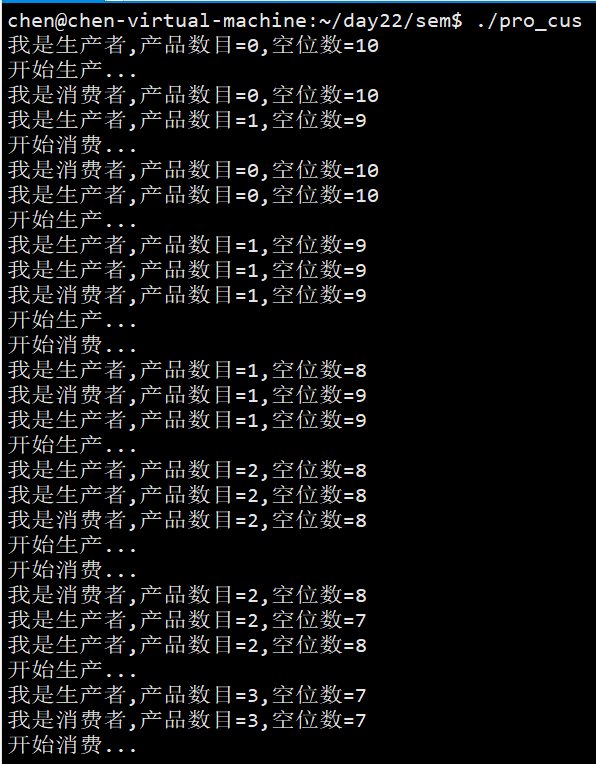 chen@chen-virtual-machine:~/day22/sem$ ./pro_cus
我是生产者,产品数目=0,空位数=10
开始生产...
我是消费者,产品数目=0,空位数=10
我是生产者,产品数目=1,空位数=9
开始消费...
我是消费者,产品数目=0,空位数=10
我是生产者,产品数目=0,空位数=10
开始生产...
我是生产者,产品数目=1,空位数=9
我是生产者,产品数目=1,空位数=9
我是消费者,产品数目=1,空位数=9
开始生产...
开始消费...
我是生产者,产品数目=1,空位数=8
我是消费者,产品数目=1,空位数=9
我是生产者,产品数目=1,空位数=9
开始生产...
我是生产者,产品数目=2,空位数=8
我是生产者,产品数目=2,空位数=8
我是消费者,产品数目=2,空位数=8
开始生产...
开始消费...
我是消费者,产品数目=2,空位数=8
我是生产者,产品数目=2,空位数=7
我是生产者,产品数目=2,空位数=8
开始生产...
我是生产者,产品数目=3,空位数=7
我是消费者,产品数目=3,空位数=7
开始消费...